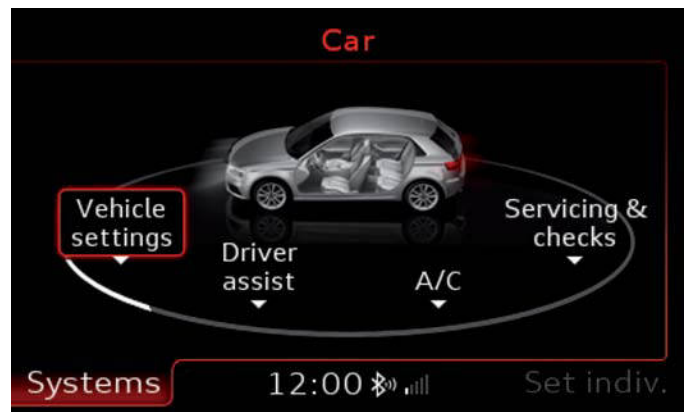 Car
Vehicle
settings
Driver
assist
A/C
Servicing &
checks
Systems
12:00
Set indiv.